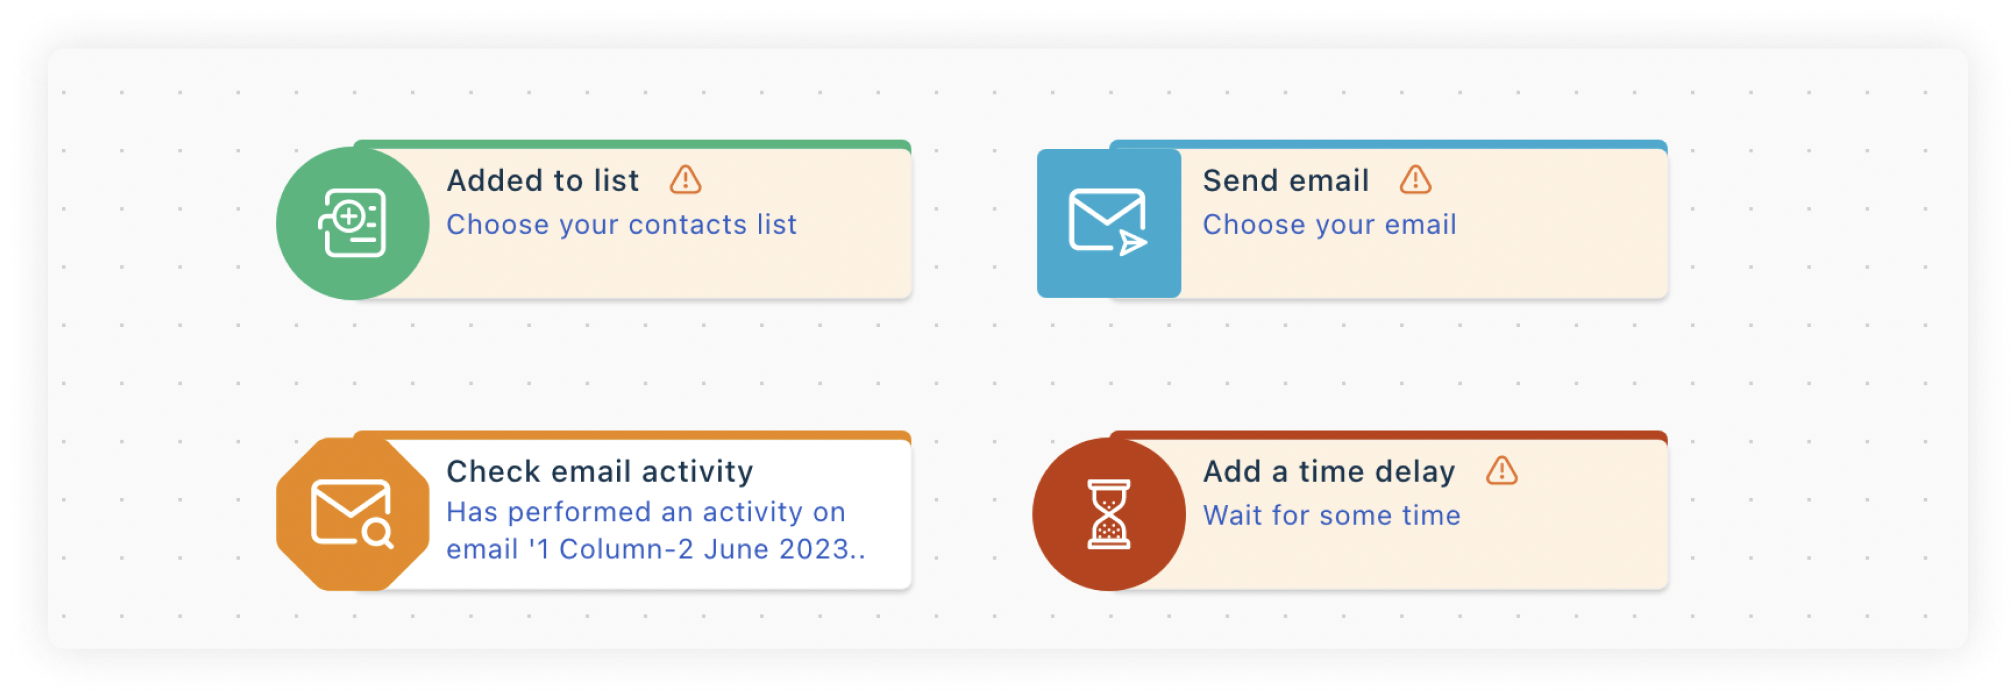 Added to list
Choose your contacts list
Send email
Choose your email
Check email activity
Has performed an activity on
email '1 Column-2 June 2023..
Add a time delay
Wait for some time